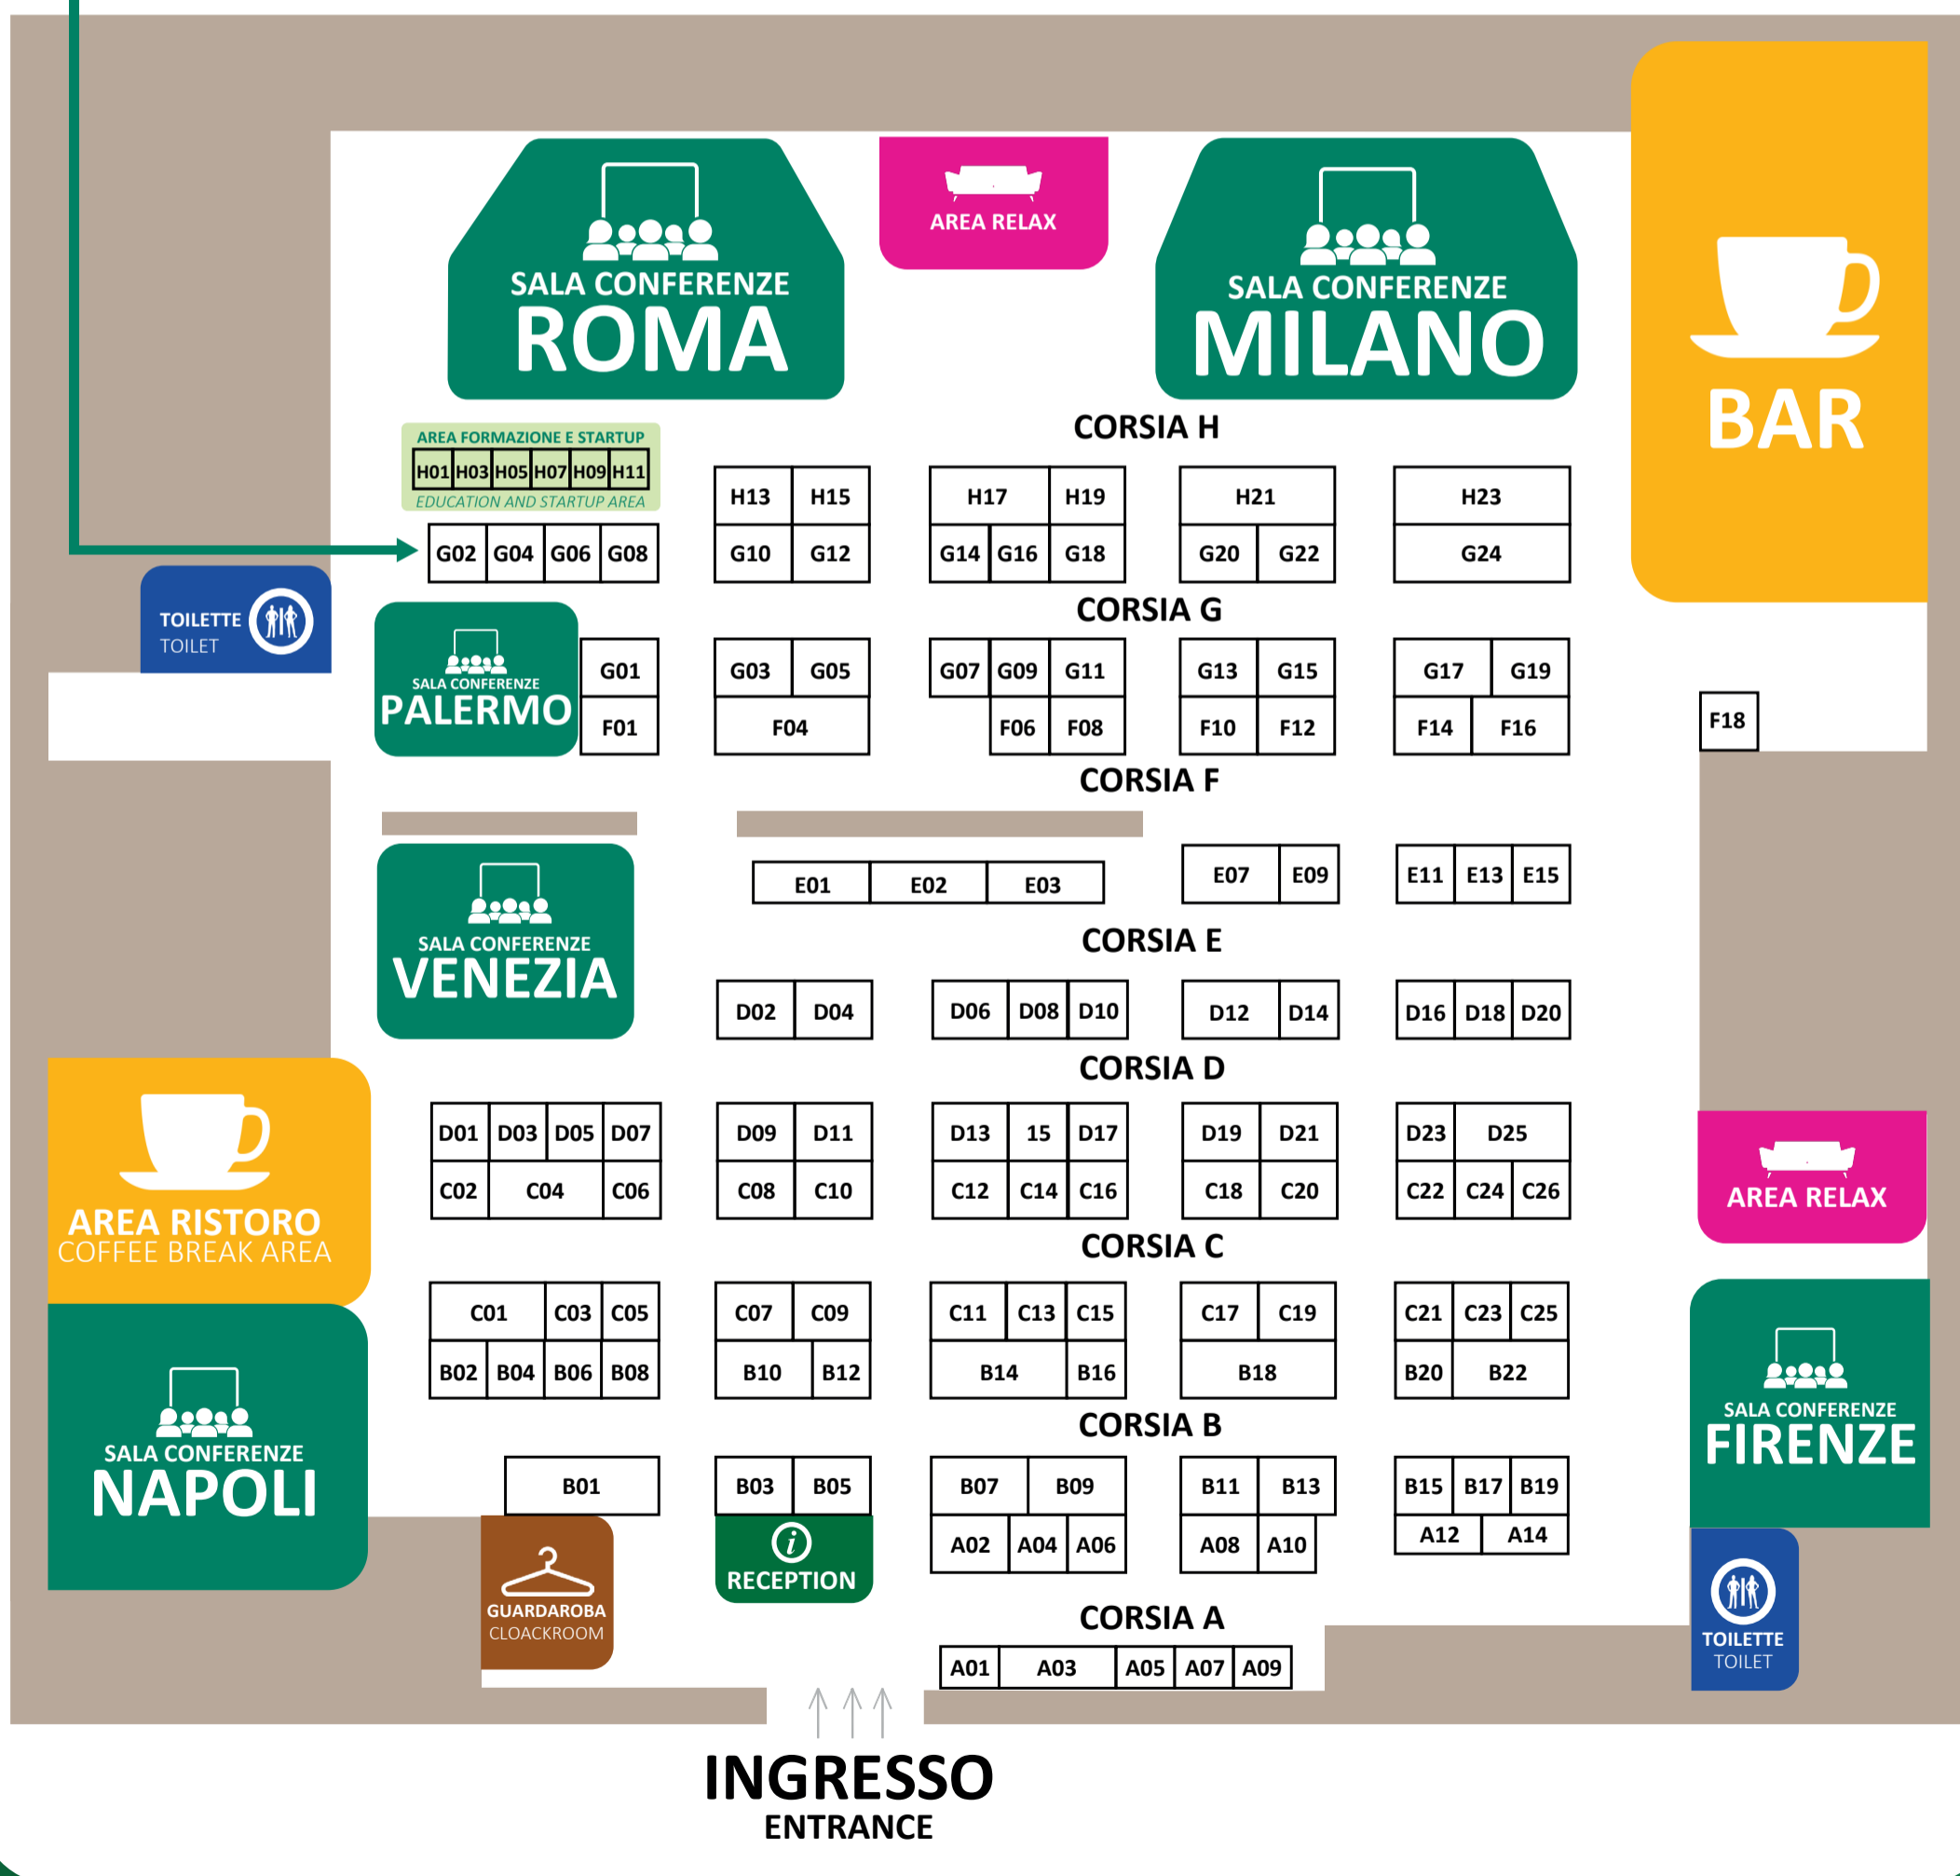 AREA RELAX
SALA CONFERENZE
ROMA
SALA CONFERENZE
MILANO
BAR
CORSIA H
AREA FORMAZIONE E STARTUP
H01 H03 H05 H07 H09 H11
EDUCATION AND STARTUP AREA
H13 H15 H17 H19 H21 H23
G02 G04 G06 G08 G10 G12 G14 G16 G18 G20 G22 G24
CORSIA G
TOILETTE
TOILET
SALA CONFERENZE
PALERMO
G01 G03 G05 G07 G09 G11 G13 G15 G17 G19
F01 F04 F06 F08 F10 F12 F14 F16 F18
CORSIA F
E01 E02 E03 E07 E09 E11 E13 E15
SALA CONFERENZE
VENEZIA
CORSIA E
D02 D04 D06 D08 D10 D12 D14 D16 D18 D20
CORSIA D
D01 D03 D05 D07 D09 D11 D13 15 D17 D19 D21 D23 D25
C02 C04 C06 C08 C10 C12 C14 C16 C18 C20 C22 C24 C26
AREA RISTORO
COFFEE BREAK AREA
AREA RELAX
CORSIA C
C01 C03 C05 C07 C09 C11 C13 C15 C17 C19 C21 C23 C25
B02 B04 B06 B08 B10 B12 B14 B16 B18 B20 B22
SALA CONFERENZE
NAPOLI
SALA CONFERENZE
FIRENZE
CORSIA B
B01 B03 B05 B07 B09 B11 B13 B15 B17 B19
A02 A04 A06 A08 A10 A12 A14
RECEPTION
GUARDAROBA
CLOACKROOM
CORSIA A
TOILETTE
TOILET
A01 A03 A05 A07 A09
INGRESSO
ENTRANCE